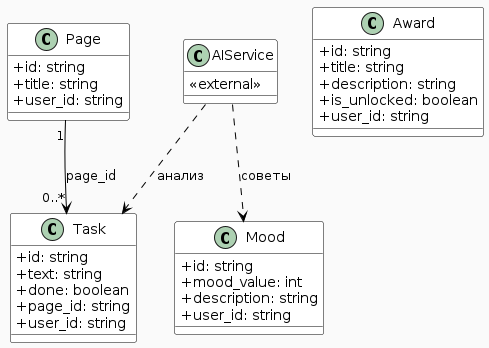 C Page
+id: string
+title: string
+user_id: string
C AIService
«external»
C Award
+id: string
+title: string
+description: string
+is_unlocked: boolean
+user_id: string
1
page_id
0..*
анализ
советы
C Task
+id: string
+text: string
+done: boolean
+page_id: string
+user_id: string
C Mood
+id: string
+mood_value: int
+description: string
+user_id: string